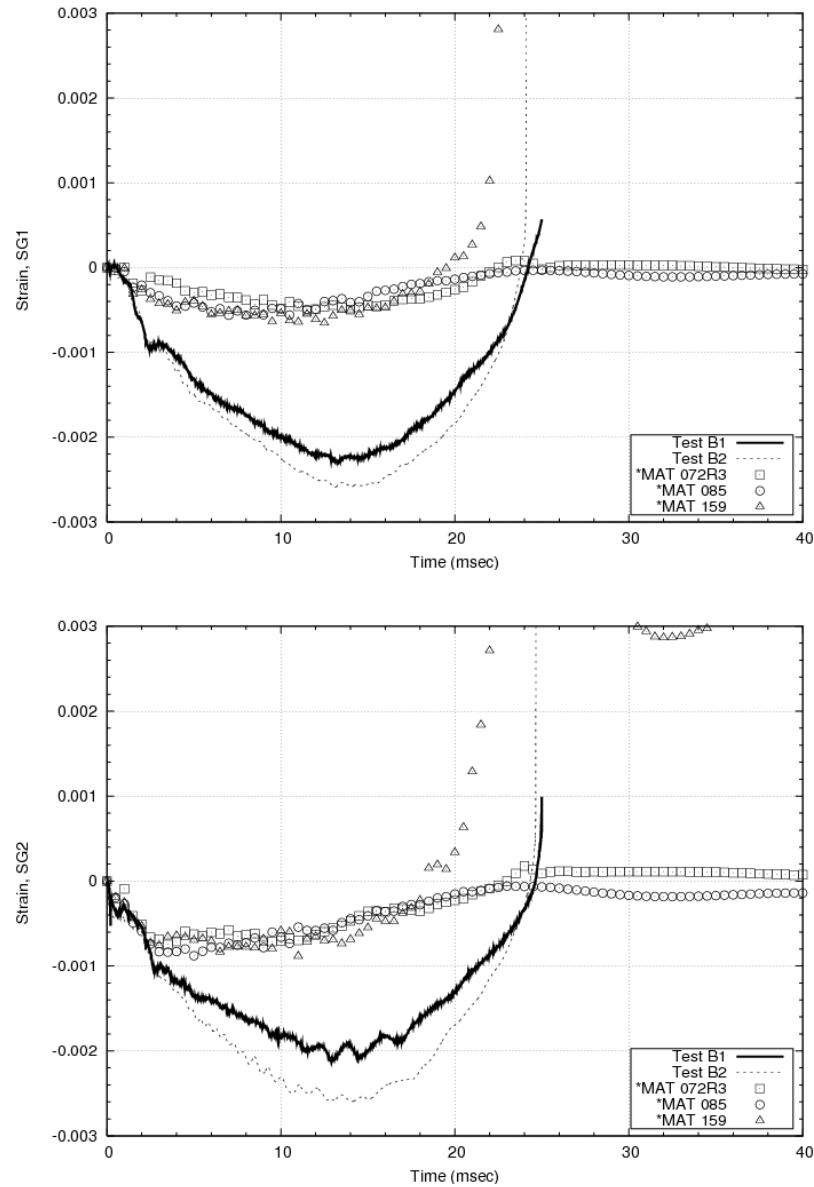 0.003
0.002
0.001
0
-0.001
-0.002
-0.003
Strain, SG1
0 10 20 30 40
Time (msec)
Test B1
Test B2
*MAT 072R3
*MAT 085
*MAT 159
0.003
0.002
0.001
0
-0.001
-0.002
-0.003
Strain, SG2
0 10 20 30 40
Time (msec)
Test B1
Test B2
*MAT 072R3
*MAT 085
*MAT 159